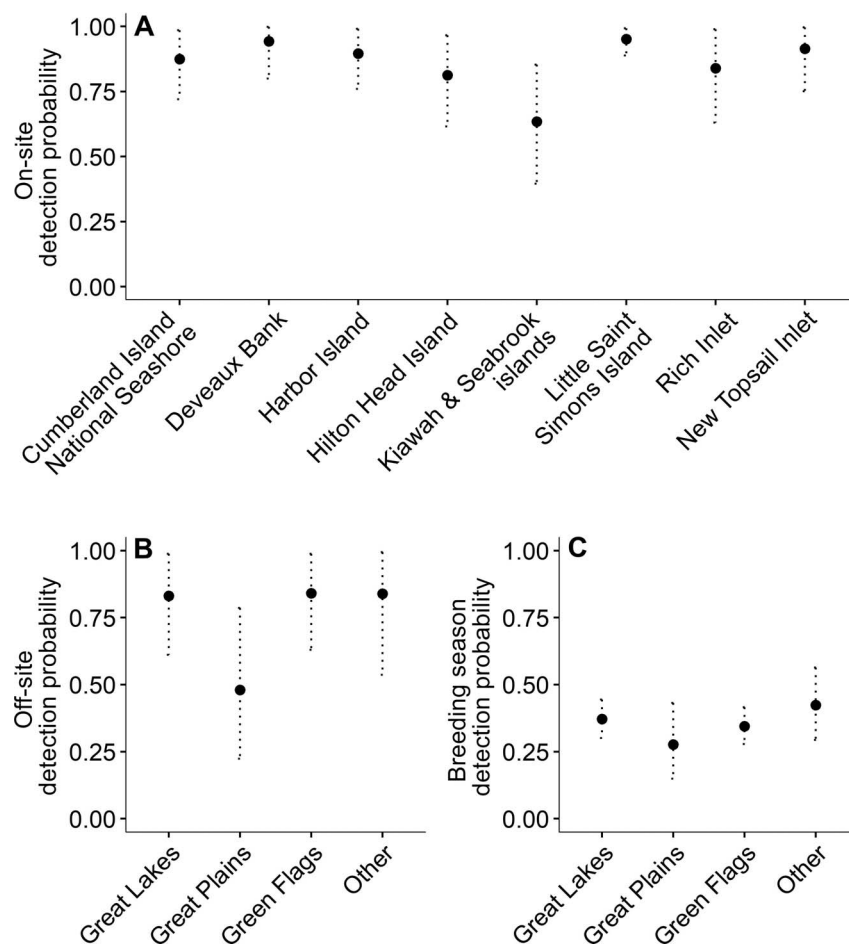 A
On-site
detection probability
1.00
0.75
0.50
0.25
0.00
Cumberland Island
National Seashore
Deveaux Bank
Harbor Island
Hilton Head Island
Kiawah & Seabrook
islands
Little Saint
Simons Island
Rich Inlet
New Topsail Inlet
B
Off-site
detection probability
1.00
0.75
0.50
0.25
0.00
Great Lakes
Great Plains
Green Flags
Other
C
Breeding season
detection probability
1.00
0.75
0.50
0.25
0.00
Great Lakes
Great Plains
Green Flags
Other